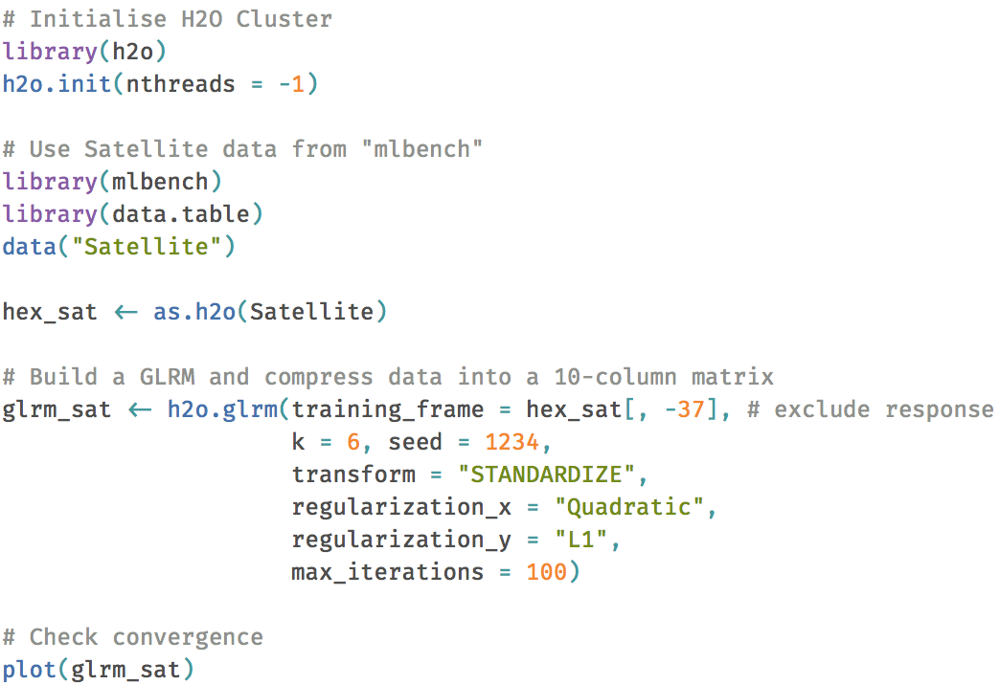 # Initialise H2O Cluster
library(h2o)
h2o.init(nthreads = -1)
# Use Satellite data from "mlbench"
library(mlbench)
library(data.table)
data("Satellite")
hex_sat ← as.h2o(Satellite)
# Build a GLRM and compress data into a 10-column matrix
glrm_sat ← h2o.glrm(training_frame = hex_sat[, -37], # exclude response
k = 6, seed = 1234,
transform = "STANDARDIZE",
regularization_x = "Quadratic",
regularization_y = "L1",
max_iterations = 100)
# Check convergence
plot(glrm_sat)